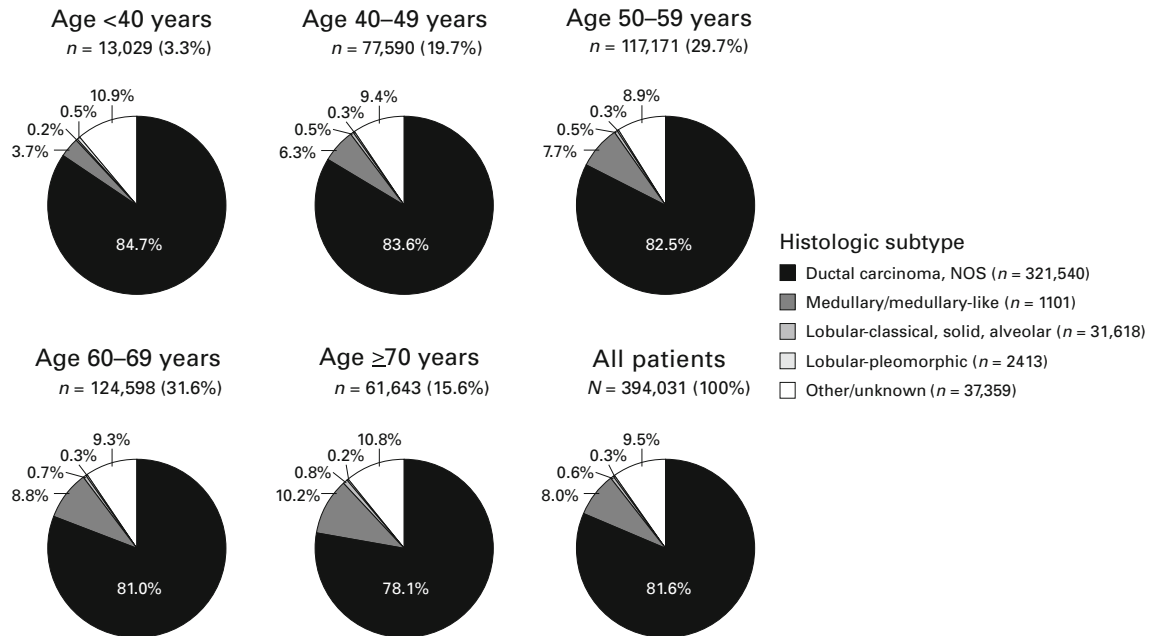 Age <40 years
n = 13,029 (3.3%)
10.9%
0.5%
0.2%
3.7%
84.7%
Age 40–49 years
n = 77,590 (19.7%)
9.4%
0.3%
0.5%
6.3%
83.6%
Age 50–59 years
n = 117,171 (29.7%)
8.9%
0.3%
0.5%
7.7%
82.5%
Age 60–69 years
n = 124,598 (31.6%)
9.3%
0.3%
0.7%
8.8%
81.0%
Age ≥70 years
n = 61,643 (15.6%)
10.8%
0.2%
0.8%
10.2%
78.1%
All patients
N = 394,031 (100%)
9.5%
0.3%
0.6%
8.0%
81.6%
Histologic subtype
Ductal carcinoma, NOS (n = 321,540)
Medullary/medullary-like (n = 1101)
Lobular-classical, solid, alveolar (n = 31,618)
Lobular-pleomorphic (n = 2413)
Other/unknown (n = 37,359)